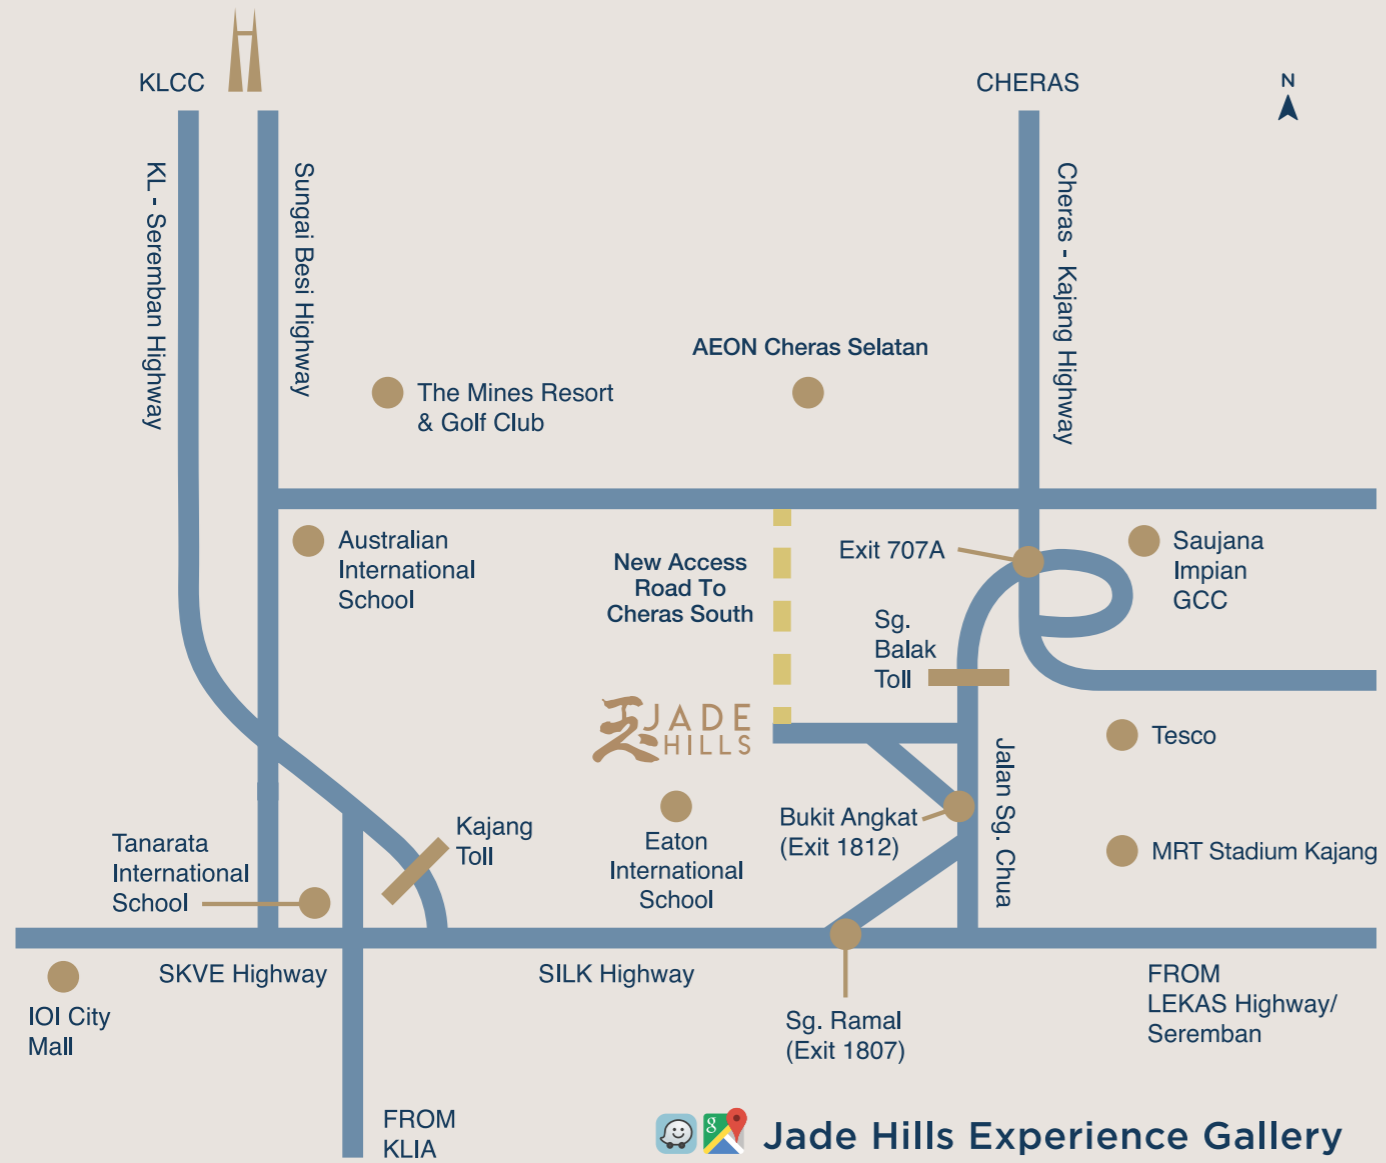 KLCC
CHERAS
N
KL - Seremban Highway
Sungai Besi Highway
Cheras - Kajang Highway
AEON Cheras Selatan
The Mines Resort
& Golf Club
Australian
International
School
New Access
Road To
Cheras South
Exit 707A
Saujana
Impian
GCC
Sg.
Balak
Toll
JADE
HILLS
Tesco
Jalan Sg. Chua
Bukit Angkat
(Exit 1812)
MRT Stadium Kajang
Kajang
Toll
Tanarata
International
School
Eaton
International
School
SKVE Highway
SILK Highway
FROM
LEKAS Highway/
Seremban
IOI City
Mall
Sg. Ramal
(Exit 1807)
FROM
KLIA
g
Jade Hills Experience Gallery